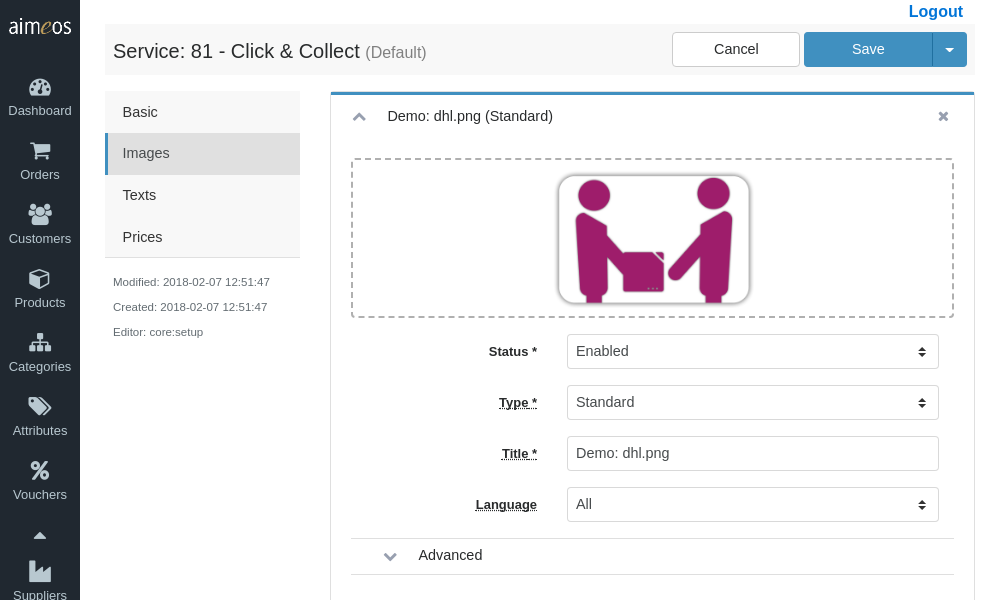 Logout
aimeos
Service: 81 - Click & Collect (Default)
Cancel
Save
Dashboard
Orders
Customers
Products
Categories
Attributes
Vouchers
Suppliers
Basic
Images
Texts
Prices
Modified: 2018-02-07 12:51:47
Created: 2018-02-07 12:51:47
Editor: core:setup
Demo: dhl.png (Standard)
Status * Enabled
Type * Standard
Title * Demo: dhl.png
Language All
Advanced